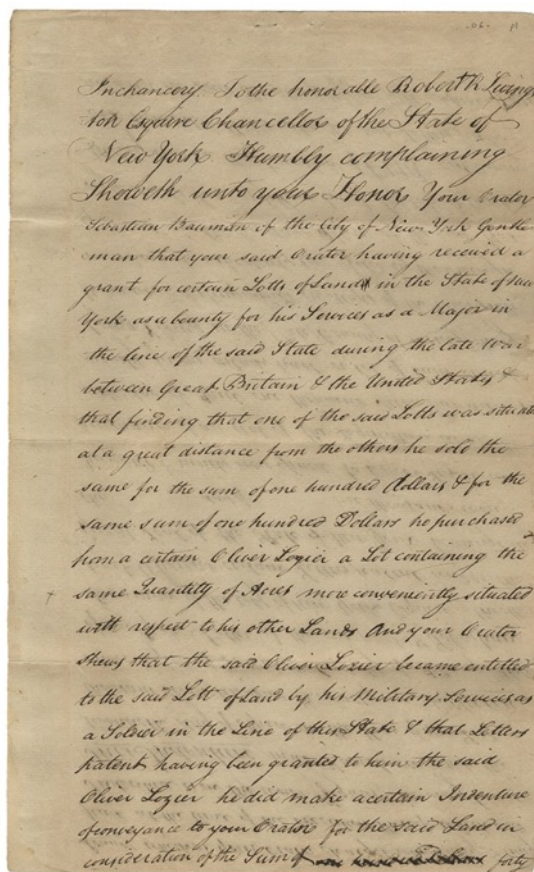 In chancery. To the honorable Robert R Living
ton Esquire Chancellor of the State of
New York. Humbly complaining
Sheweth unto your Honor Your Orator
Sebastian Bauman of the City of New York Gentle
man that your said Orator having received a
grant for certain Lotts of Land in the State of New
York as a bounty for his Services as a Major in
the line of the said State during the late War
between Great Britain & the United States &
that finding that one of the said Lotts was situate
at a great distance from the others he sold the
same for the sum of one hundred dollars & for the
same sum of one hundred Dollars he purchased
from a certain Oliver Lozier a Lot containing the
same Quantity of Acres more conveniently situated
with respect to his other Lands And your Orator
shews that the said Oliver Lozier became entitled
to the said Lott of Land by his Military Services as
a Soldier in the Line of this State & that Letters
patent having been granted to him the said
Oliver Lozier he did make a certain Indenture
of conveyance to your Orator for the said Land in
consideration of the Sum of one hundred dollars forty